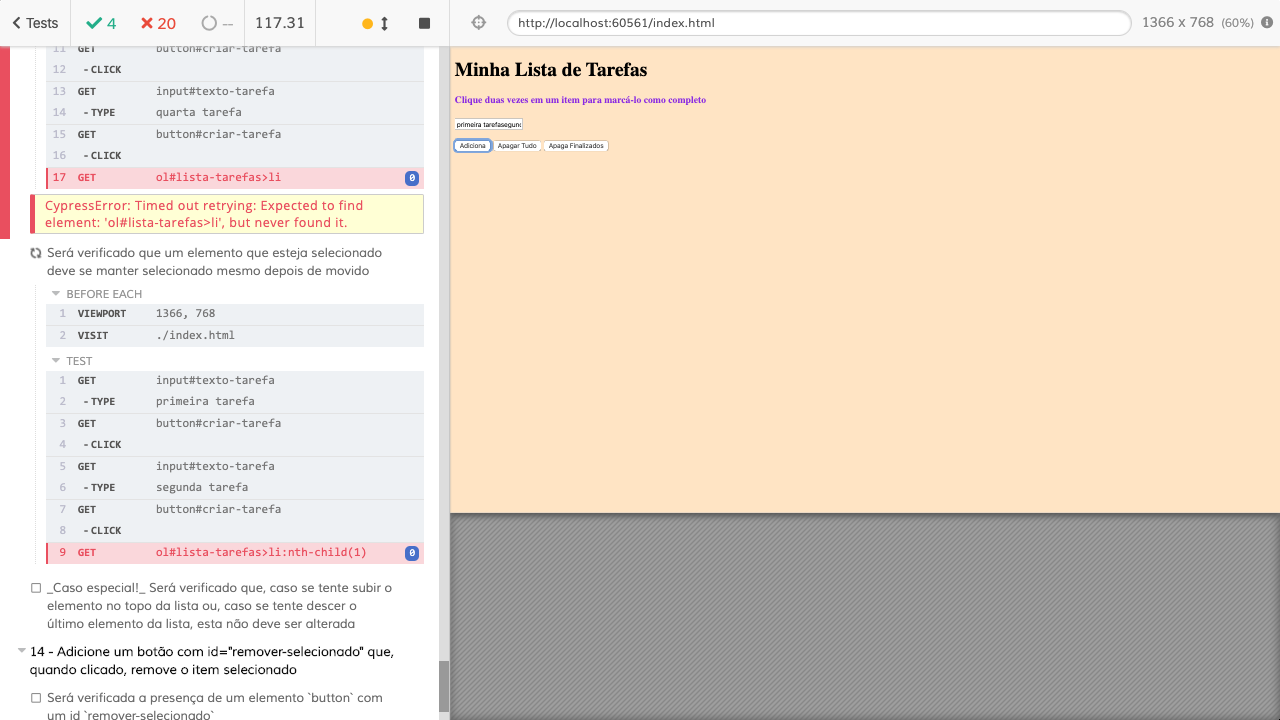 Tests
4
20
--
117.31
http://localhost:60561/index.html
1366 x 768 (60%)
11 GET button#criar-tarefa
12 - CLICK
13 GET input#texto-tarefa
14 - TYPE quarta tarefa
15 GET button#criar-tarefa
16 - CLICK
17 GET ol#lista-tarefas>li 0
CypressError: Timed out retrying: Expected to find
element: 'ol#lista-tarefas>li', but never found it.
Será verificado que um elemento que esteja selecionado
deve se manter selecionado mesmo depois de movido
BEFORE EACH
1 VIEWPORT 1366, 768
2 VISIT ./index.html
TEST
1 GET input#texto-tarefa
2 - TYPE primeira tarefa
3 GET button#criar-tarefa
4 - CLICK
5 GET input#texto-tarefa
6 - TYPE segunda tarefa
7 GET button#criar-tarefa
8 - CLICK
9 GET ol#lista-tarefas>li:nth-child(1) 0
_Caso especial!_ Será verificado que, caso se tente subir o
elemento no topo da lista ou, caso se tente descer o
último elemento da lista, esta não deve ser alterada
14 - Adicione um botão com id="remover-selecionado" que,
quando clicado, remove o item selecionado
Será verificada a presença de um elemento `button` com
um id `remover-selecionado`
Minha Lista de Tarefas
Clique duas vezes em um item para marcá-lo como completo
primeira tarefasegun
Adiciona Apagar Tudo Apaga Finalizados